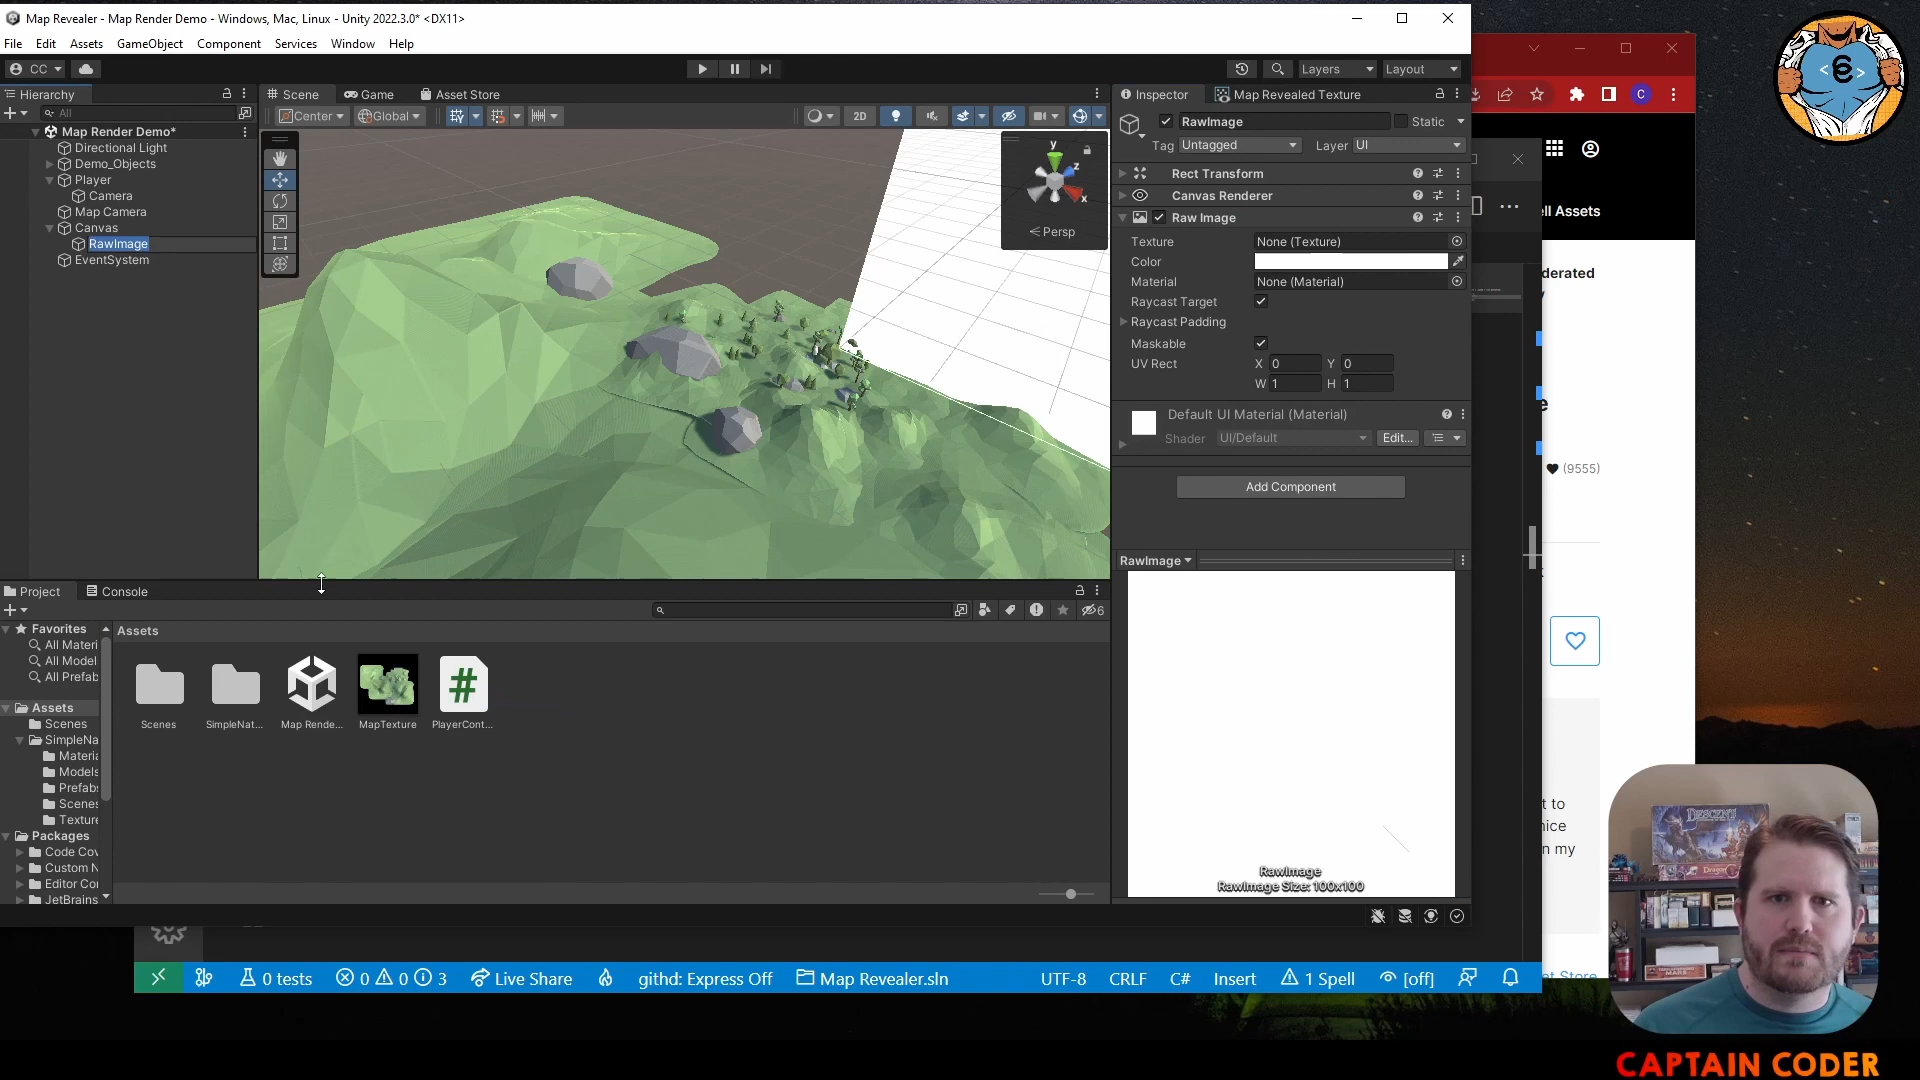 Map Revealer - Map Render Demo - Windows, Mac, Linux - Unity 2022.3.0* <DX11>
File Edit Assets GameObject Component Services Window Help
CC Layers Layout
Hierarchy Scene Game Asset Store Inspector Map Revealed Texture
All Center Global 2D
Map Render Demo*
Directional Light
Demo_Objects
Player
Camera
Map Camera
Canvas
RawImage
EventSystem
y
z
x
Persp
RawImage Static
Tag Untagged Layer UI
Rect Transform
Canvas Renderer
Raw Image
Texture None (Texture)
Color
Material None (Material)
Raycast Target
Raycast Padding
Maskable
UV Rect X 0 Y 0
W 1 H 1
Default UI Material (Material)
Shader UI/Default Edit...
Add Component
RawImage
RawImage
RawImage Size: 100x100
Project Console
6
Favorites
All Materi
All Model
All Prefab
Assets
Scenes
SimpleNa
Materia
Models
Prefab
Scenes
Texture
Packages
Code Cov
Custom N
Editor Cor
JetBrains
Assets
Scenes SimpleNat... Map Rende... MapTexture PlayerCont...
#
C
ll Assets
derated
(9555)
t to
nice
n my
et Store
0 tests 0 0 3 Live Share githd: Express Off Map Revealer.sln UTF-8 CRLF C# Insert 1 Spell [off]
DESCENT
CAPTAIN CODER